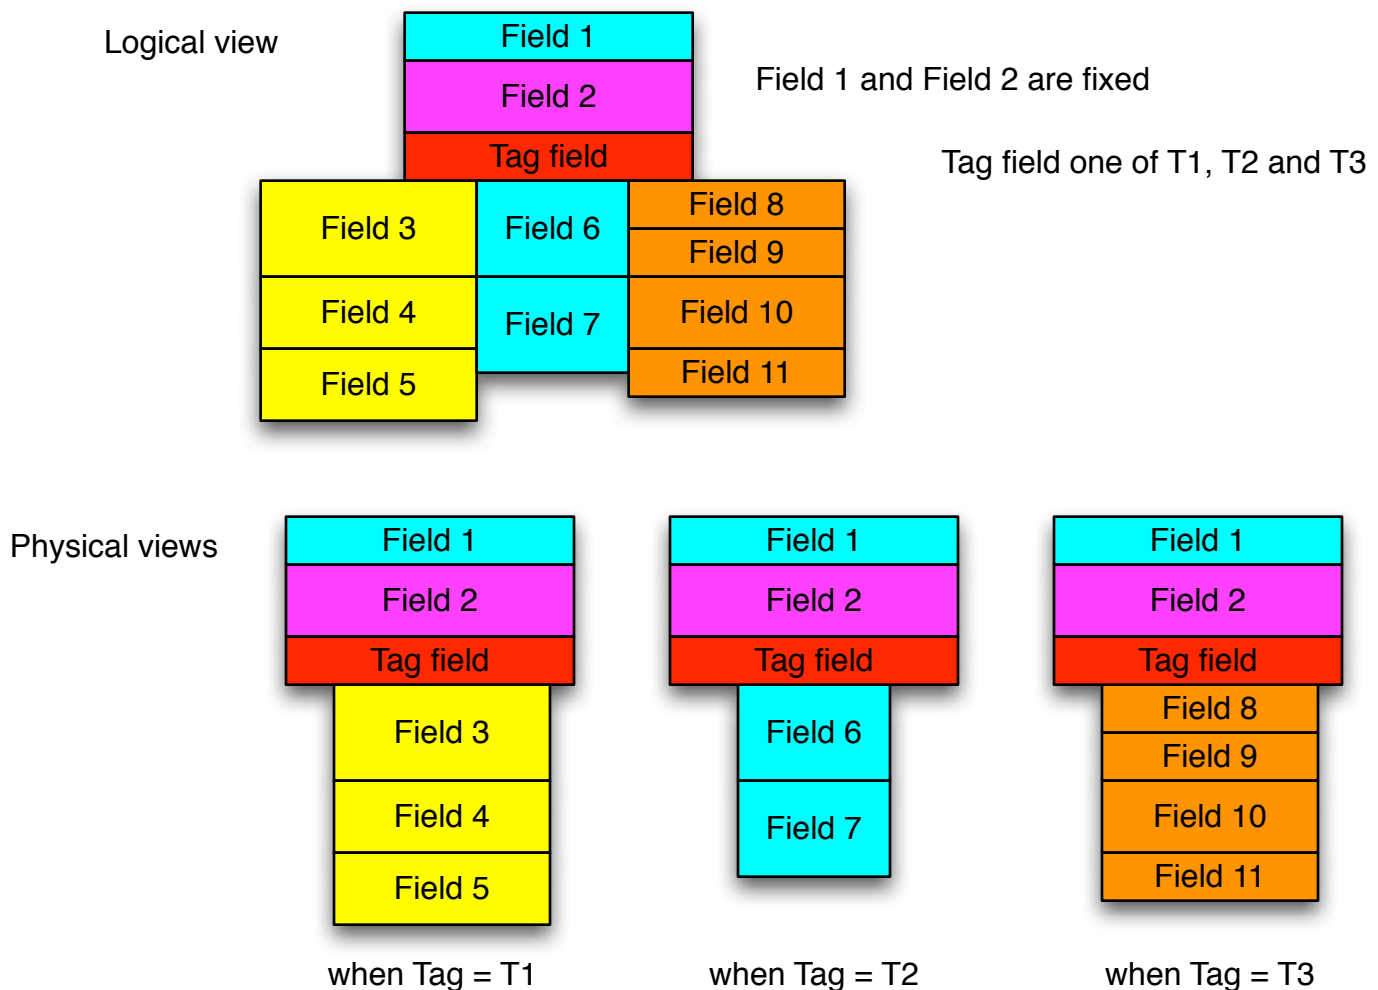 Logical view
Field 1
Field 2
Tag field
Field 1 and Field 2 are fixed
Tag field one of T1, T2 and T3
Field 3
Field 4
Field 5
Field 6
Field 7
Field 8
Field 9
Field 10
Field 11
Physical views
Field 1
Field 2
Tag field
Field 3
Field 4
Field 5
when Tag = T1
Field 1
Field 2
Tag field
Field 6
Field 7
when Tag = T2
Field 1
Field 2
Tag field
Field 8
Field 9
Field 10
Field 11
when Tag = T3